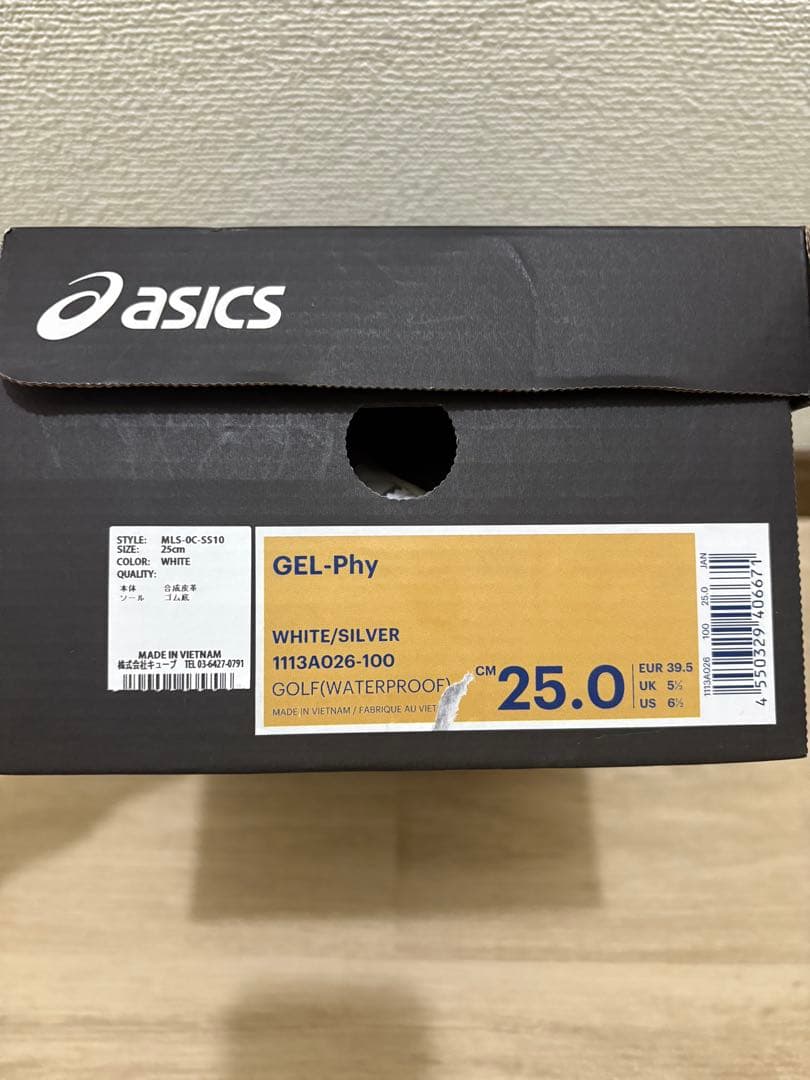 asics
STYLE: MLS-0C-SS10
SIZE: 25cm
COLOR: WHITE
QUALITY:
本体 合成皮革
ソール ゴム底
MADE IN VIETNAM
株式会社キューブ TEL 03-6427-0791
GEL-Phy
WHITE/SILVER
1113A026-100
GOLF(WATERPROOF)
MADE IN VIETNAM / FABRIQUE AU VIET
CM 25.0
EUR 39.5
UK 5½
US 6½
1113A026 100 25.0 JAN
4 550329 406671